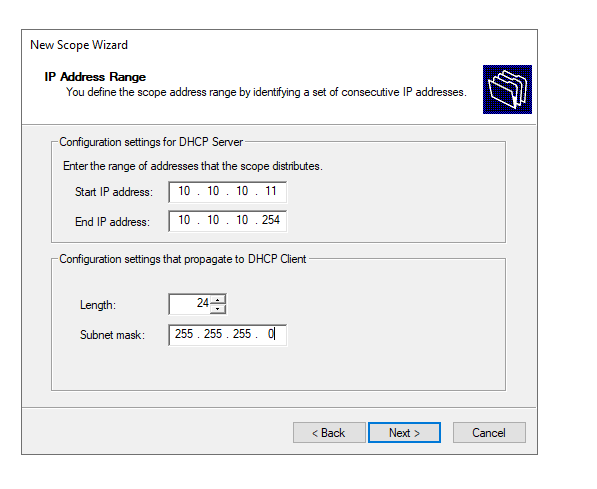 New Scope Wizard
IP Address Range
You define the scope address range by identifying a set of consecutive IP addresses.
Configuration settings for DHCP Server
Enter the range of addresses that the scope distributes.
Start IP address: 10 . 10 . 10 . 11
End IP address: 10 . 10 . 10 . 254
Configuration settings that propagate to DHCP Client
Length: 24
Subnet mask: 255 . 255 . 255 . 0
< Back Next > Cancel